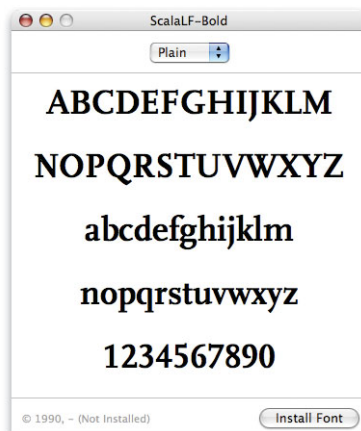 ScalaLF-Bold
Plain
ABCDEFGHIJKLM
NOPQRSTUVWXYZ
abcdefghijklm
nopqrstuvwxyz
1234567890
© 1990, – (Not Installed)
Install Font